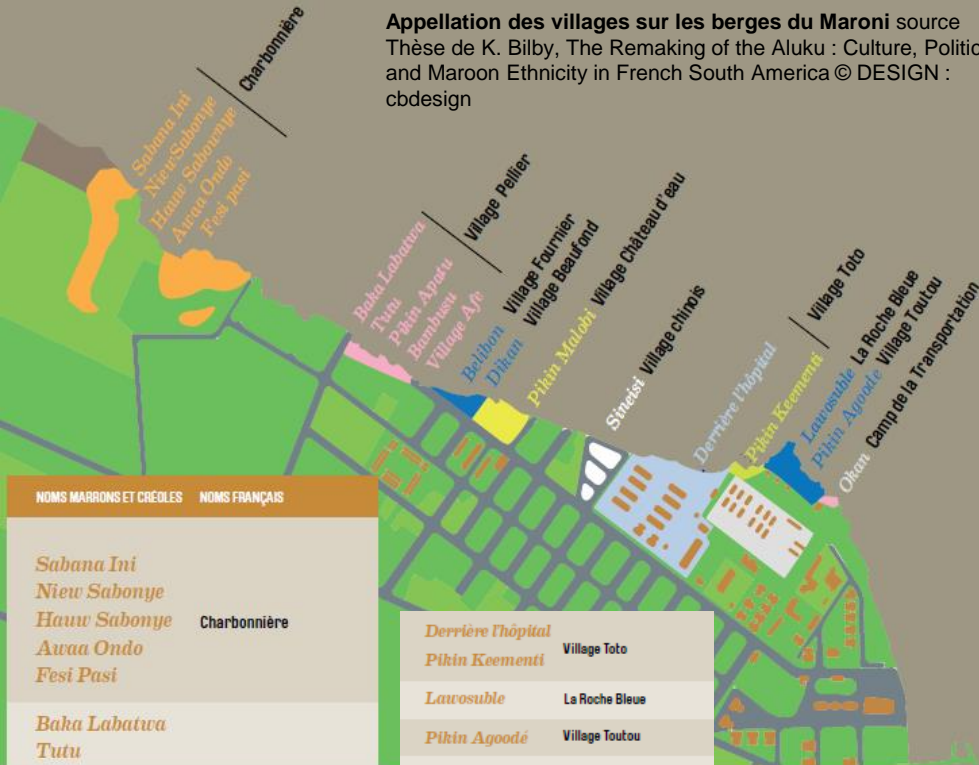 Appellation des villages sur les berges du Maroni source
Thèse de K. Bilby, The Remaking of the Aluku : Culture, Politic
and Maroon Ethnicity in French South America © DESIGN :
cbdesign
Sabana Ini
Niew Sabonye
Hauw Sabownye
Awaa Ondo
Fesi pasi
Charbonnière
Baka Labatwa
Tutu
Pikin Apatu
Bambusu
Village Afe
Village Pellier
Belibon Village Fournier
Dikan Village Beaufond
Pikin Malobi Village Château d'eau
Sineisi Village chinois
Derrière l'hôpital
Pikin Keementi
Village Toto
Lawosuble La Roche Bleue
Pikin Agoode Village Toutou
Okan Camp de la Transportation
NOMS MARRONS ET CRÉOLES NOMS FRANÇAIS
Sabana Ini
Niew Sabonye
Hauw Sabonye Charbonnière
Awaa Ondo
Fesi Pasi
Baka Labatwa
Tutu
Derrière l'hôpital
Village Toto
Pikin Keementi
Lawosuble La Roche Bleue
Pikin Agoodé Village Toutou